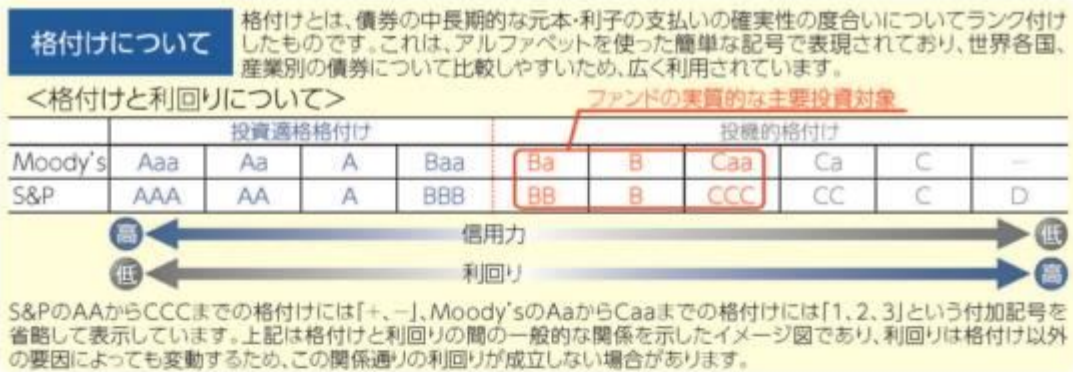 格付けについて
格付けとは、債券の中長期的な元本・利子の支払いの確実性の度合いについてランク付け
したものです。これは、アルファベットを使った簡単な記号で表現されており、世界各国、
産業別の債券について比較しやすいため、広く利用されています。
<格付けと利回りについて>
ファンドの実質的な主要投資対象
投資適格格付け 投機的格付け
Moody's Aaa Aa A Baa Ba B Caa Ca C —
S&P AAA AA A BBB BB B CCC CC C D
高 信用力 低
低 利回り 高
S&PのAAからCCCまでの格付けには「+、-」、Moody'sのAaからCaaまでの格付けには「1、2、3」という付加記号を
省略して表示しています。上記は格付けと利回りの間の一般的な関係を示したイメージ図であり、利回りは格付け以外
の要因によっても変動するため、この関係通りの利回りが成立しない場合があります。